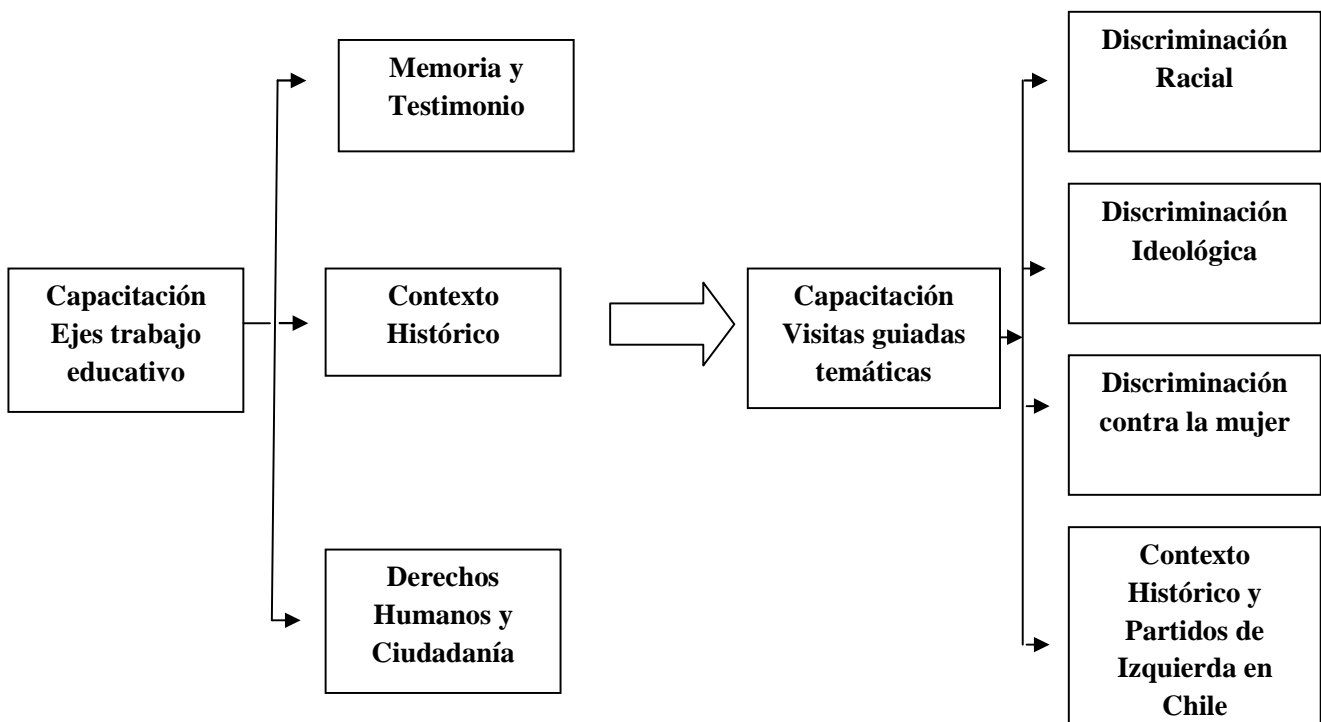 Capacitación
Ejes trabajo
educativo
Memoria y
Testimonio
Contexto
Histórico
Derechos
Humanos y
Ciudadanía
Capacitación
Visitas guiadas
temáticas
Discriminación
Racial
Discriminación
Ideológica
Discriminación
contra la mujer
Contexto
Histórico y
Partidos de
Izquierda en
Chile